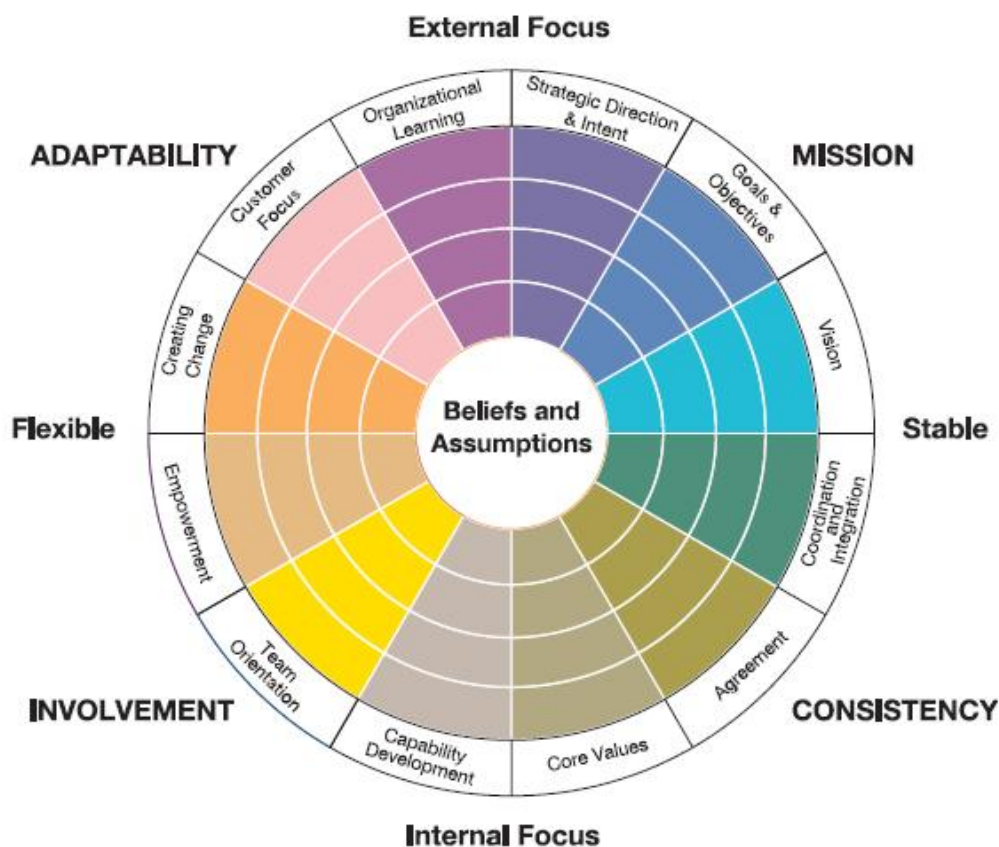 External Focus
Organizational
Learning
Strategic Direction
& Intent
ADAPTABILITY
MISSION
Customer
Focus
Goals &
Objectives
Creating
Change
Vision
Flexible
Beliefs and
Assumptions
Stable
Empowerment
Coordination
and
Integration
Team
Orientation
Agreement
INVOLVEMENT
CONSISTENCY
Capability
Development
Core Values
Internal Focus